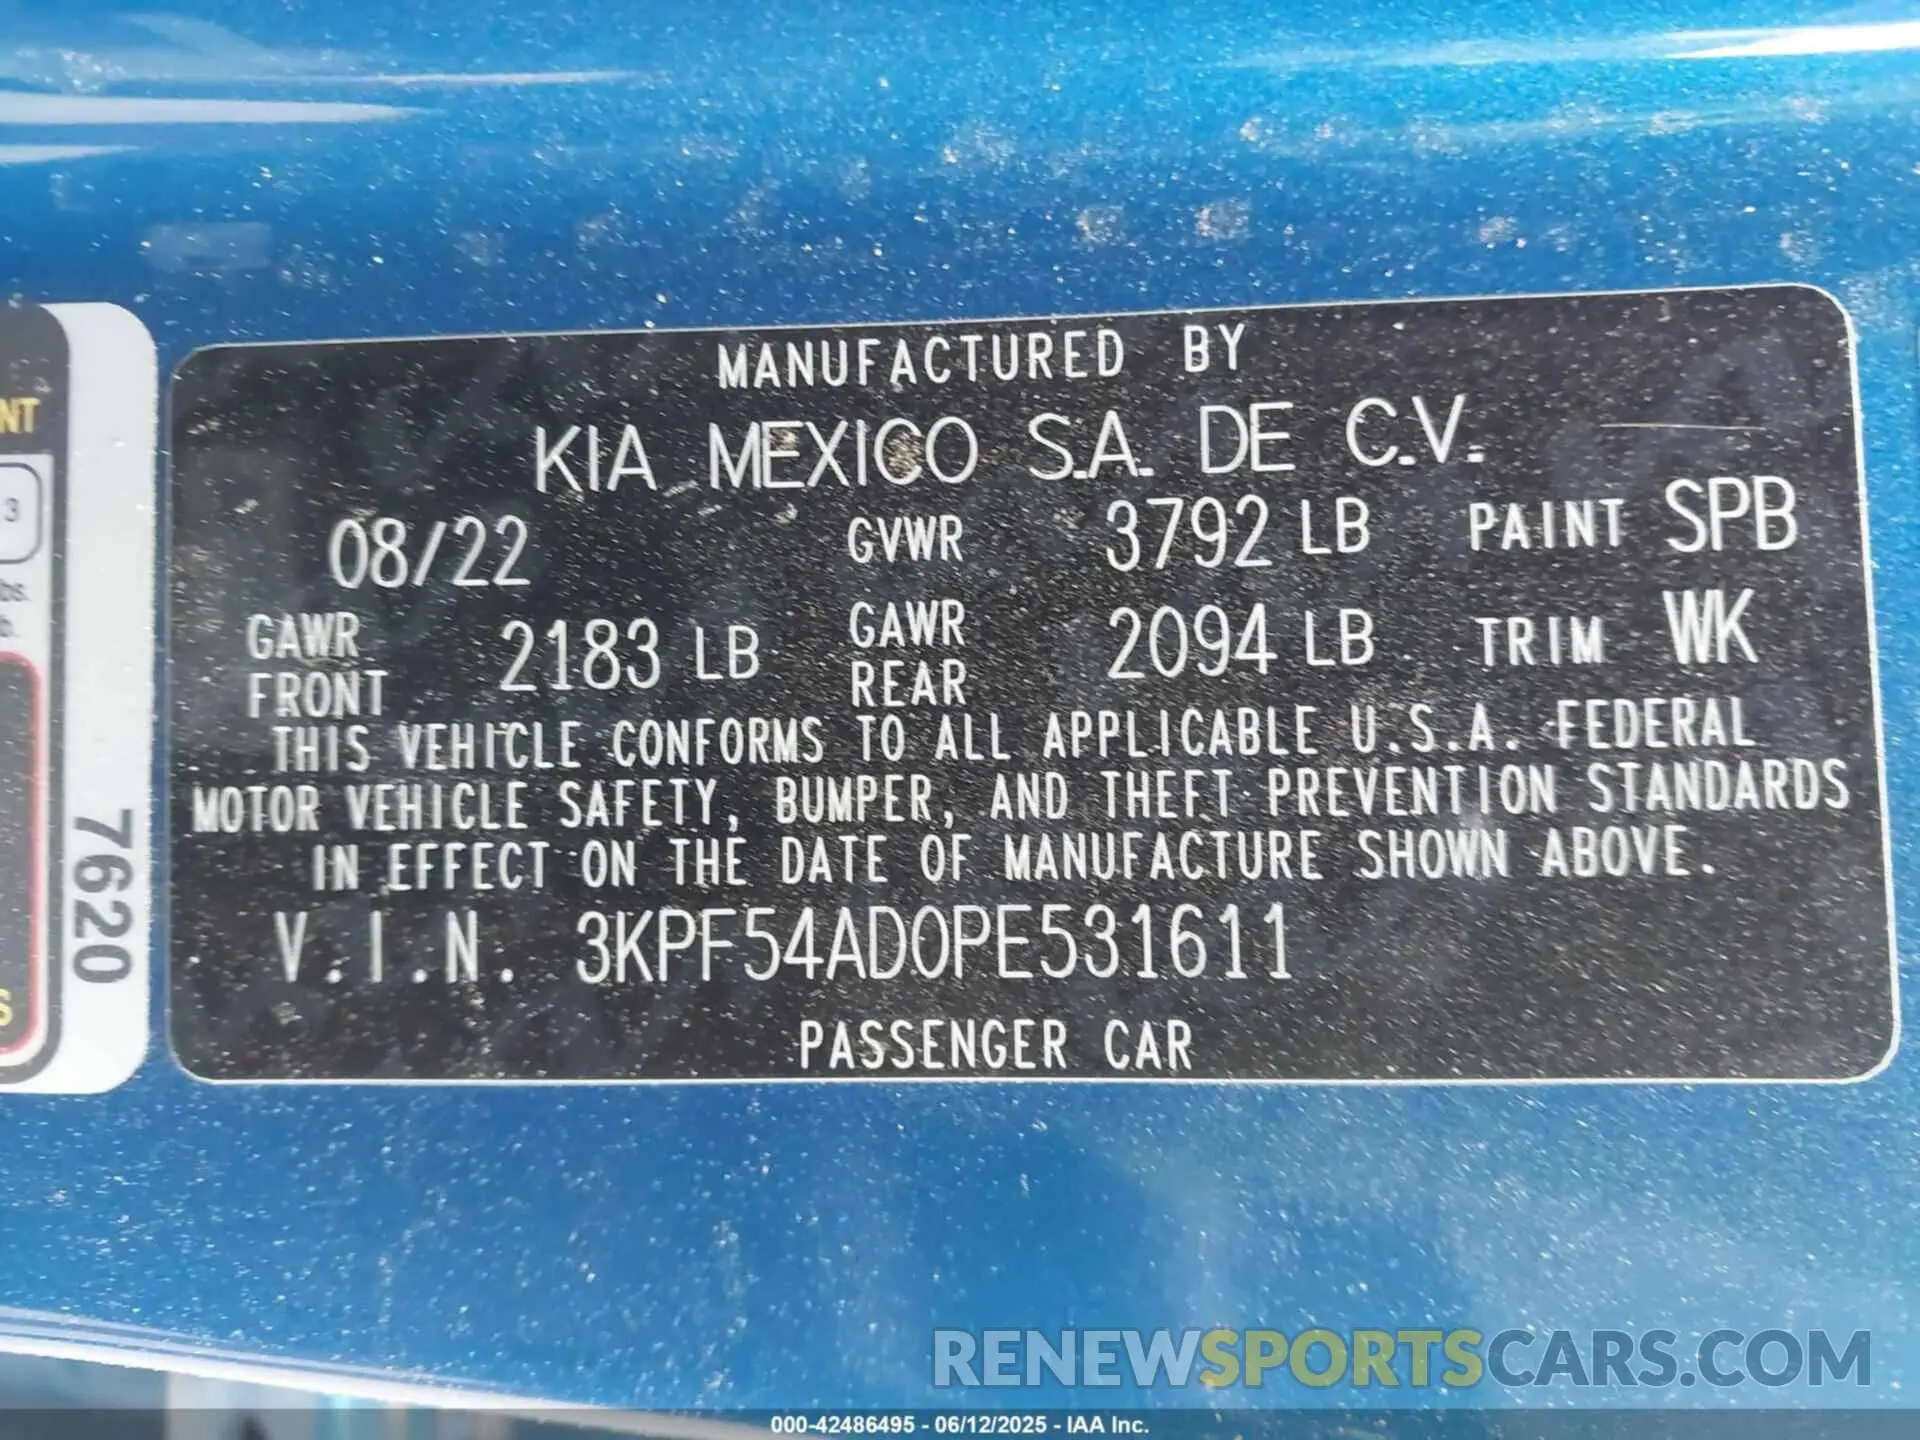 MANUFACTURED BY
KIA MEXICO S.A. DE C.V.
08/22 GVWR 3792 LB PAINT SPB
GAWR FRONT 2183 LB GAWR REAR 2094 LB TRIM WK
THIS VEHICLE CONFORMS TO ALL APPLICABLE U.S.A. FEDERAL
MOTOR VEHICLE SAFETY, BUMPER, AND THEFT PREVENTION STANDARDS
IN EFFECT ON THE DATE OF MANUFACTURE SHOWN ABOVE.
V.I.N. 3KPF54AD0PE531611
PASSENGER CAR
NT
3
bs.
b.
S
7620
RENEWSPORTSCARS.COM
000-42486495 - 06/12/2025 - IAA Inc.